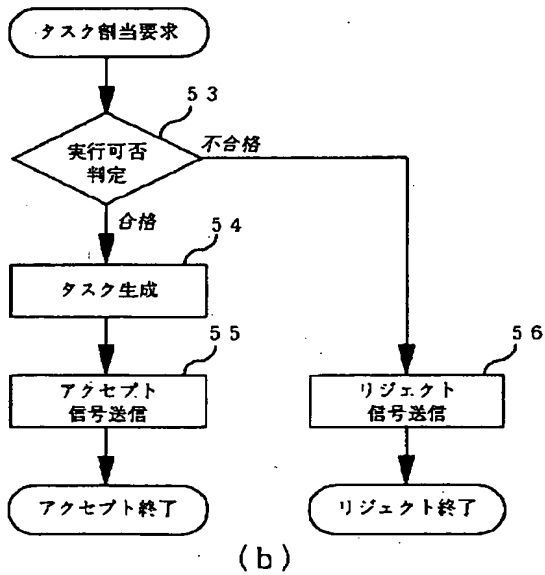 タスク割当要求
53
実行可否
判定
不合格
合格
54
タスク生成
55
アクセプト
信号送信
56
リジェクト
信号送信
アクセプト終了
リジェクト終了
(b)